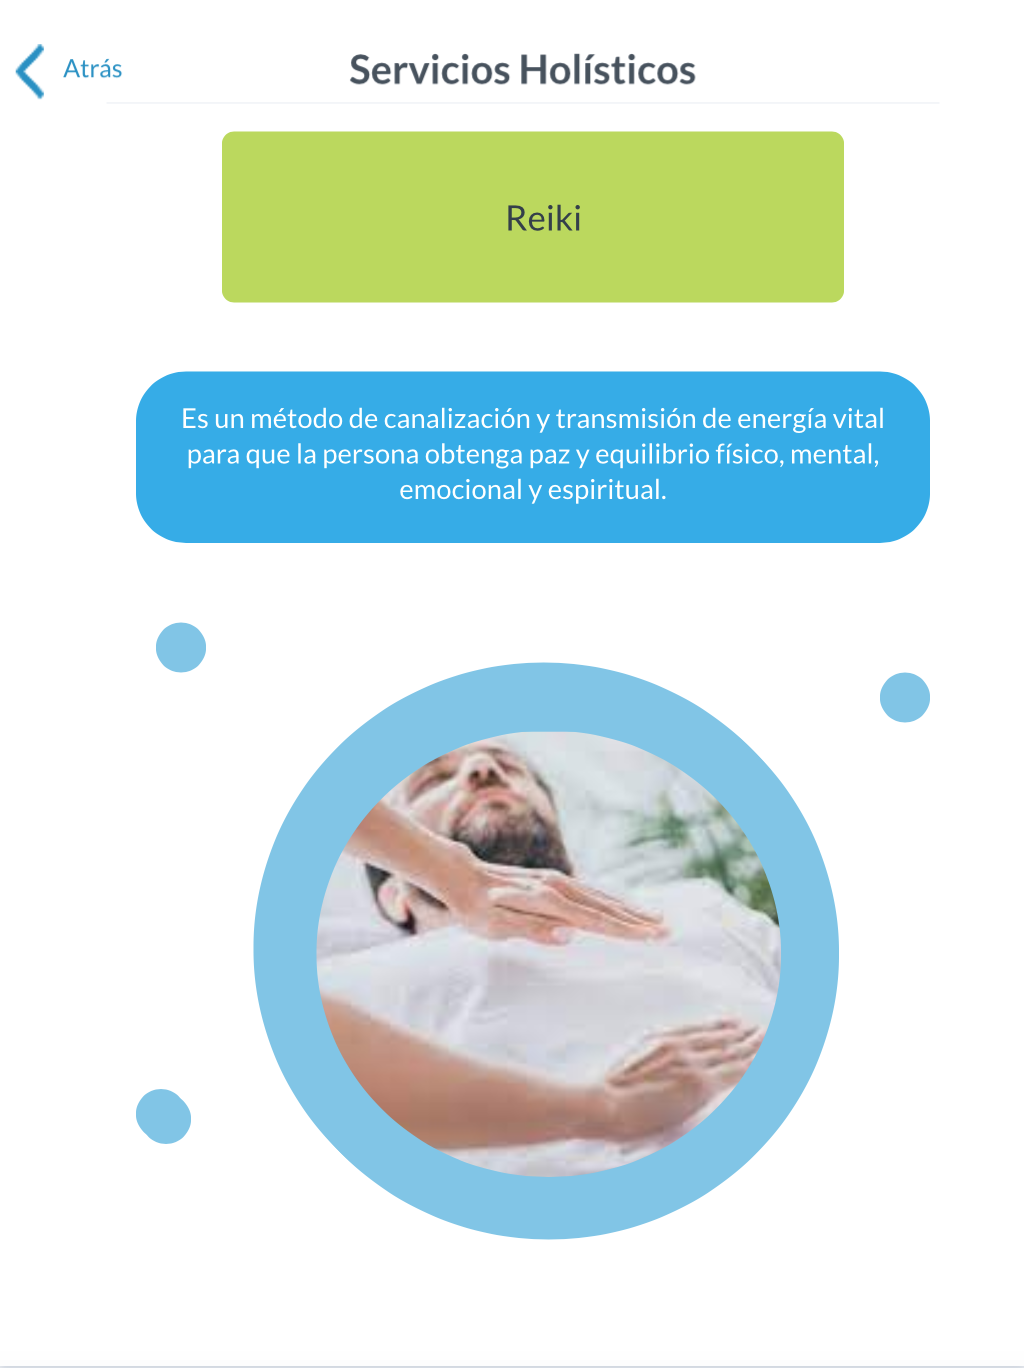 Atrás
Servicios Holísticos
Reiki
Es un método de canalización y transmisión de energía vital
para que la persona obtenga paz y equilibrio físico, mental,
emocional y espiritual.